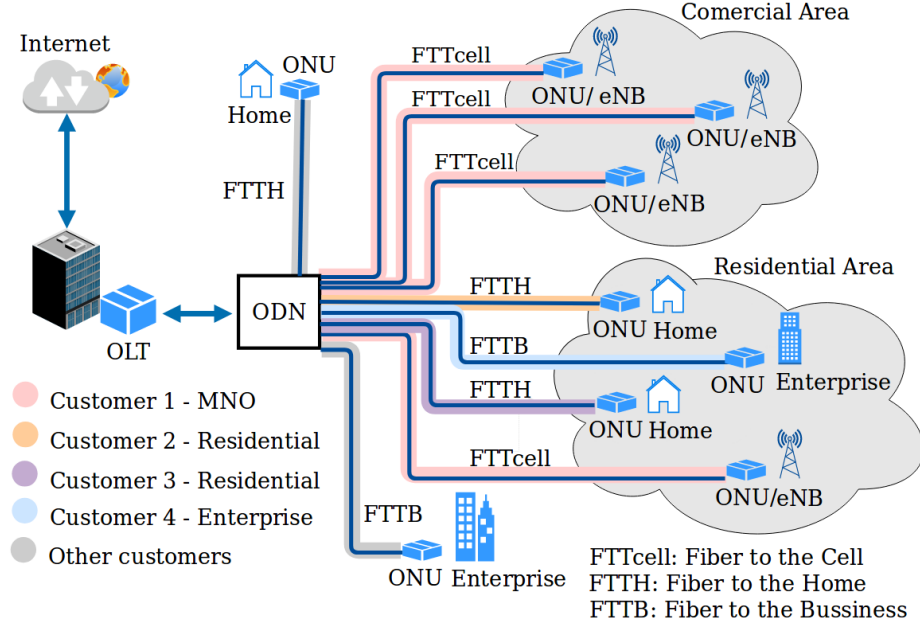 Comercial Area
Internet
ONU
Home
FTTcell
ONU/ eNB
FTTcell
ONU/eNB
FTTcell
ONU/eNB
FTTH
Residential Area
ODN
OLT
FTTH
ONU Home
FTTB
ONU Enterprise
FTTH
ONU Home
FTTcell
ONU/eNB
Customer 1 - MNO
Customer 2 - Residential
Customer 3 - Residential
Customer 4 - Enterprise
Other customers
FTTB
ONU Enterprise
FTTcell: Fiber to the Cell
FTTH: Fiber to the Home
FTTB: Fiber to the Bussiness